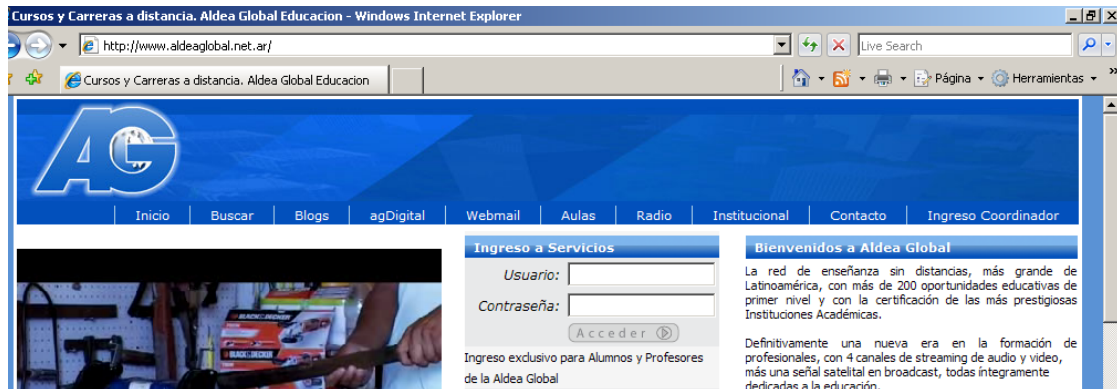 Cursos y Carreras a distancia. Aldea Global Educacion - Windows Internet Explorer
http://www.aldeaglobal.net.ar/
Live Search
Cursos y Carreras a distancia. Aldea Global Educacion
Página
Herramientas
AG
Inicio Buscar Blogs agDigital Webmail Aulas Radio Institucional Contacto Ingreso Coordinador
Ingreso a Servicios
Usuario:
Contraseña:
Acceder
Ingreso exclusivo para Alumnos y Profesores
de la Aldea Global
Bienvenidos a Aldea Global
La red de enseñanza sin distancias, más grande de
Latinoamérica, con más de 200 oportunidades educativas de
primer nivel y con la certificación de las más prestigiosas
Instituciones Académicas.
Definitivamente una nueva era en la formación de
profesionales, con 4 canales de streaming de audio y video,
más una señal satelital en broadcast, todas íntegramente
dedicadas a la educación.
BLACK&DECKER